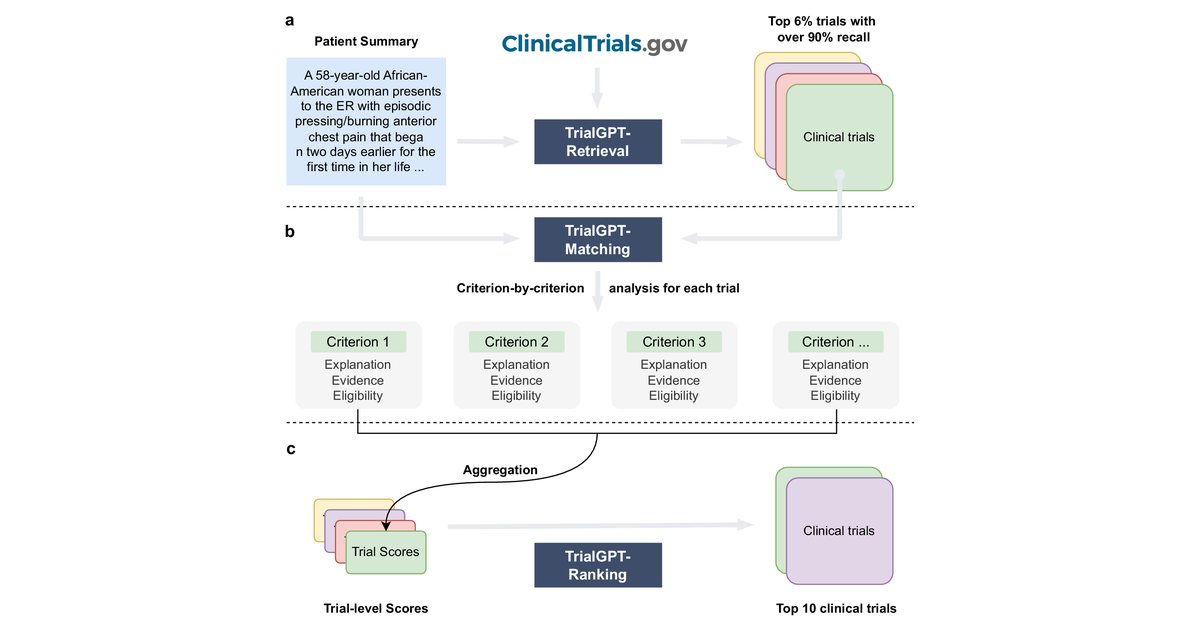 a
Patient Summary
A 58-year-old African-
American woman presents
to the ER with episodic
pressing/burning anterior
chest pain that bega
n two days earlier for the
first time in her life ...
ClinicalTrials.gov
TrialGPT-
Retrieval
Top 6% trials with
over 90% recall
Clinical trials
b
TrialGPT-
Matching
Criterion-by-criterion analysis for each trial
Criterion 1
Explanation
Evidence
Eligibility
Criterion 2
Explanation
Evidence
Eligibility
Criterion 3
Explanation
Evidence
Eligibility
Criterion ...
Explanation
Evidence
Eligibility
c
Aggregation
Trial Scores
Trial-level Scores
TrialGPT-
Ranking
Clinical trials
Top 10 clinical trials